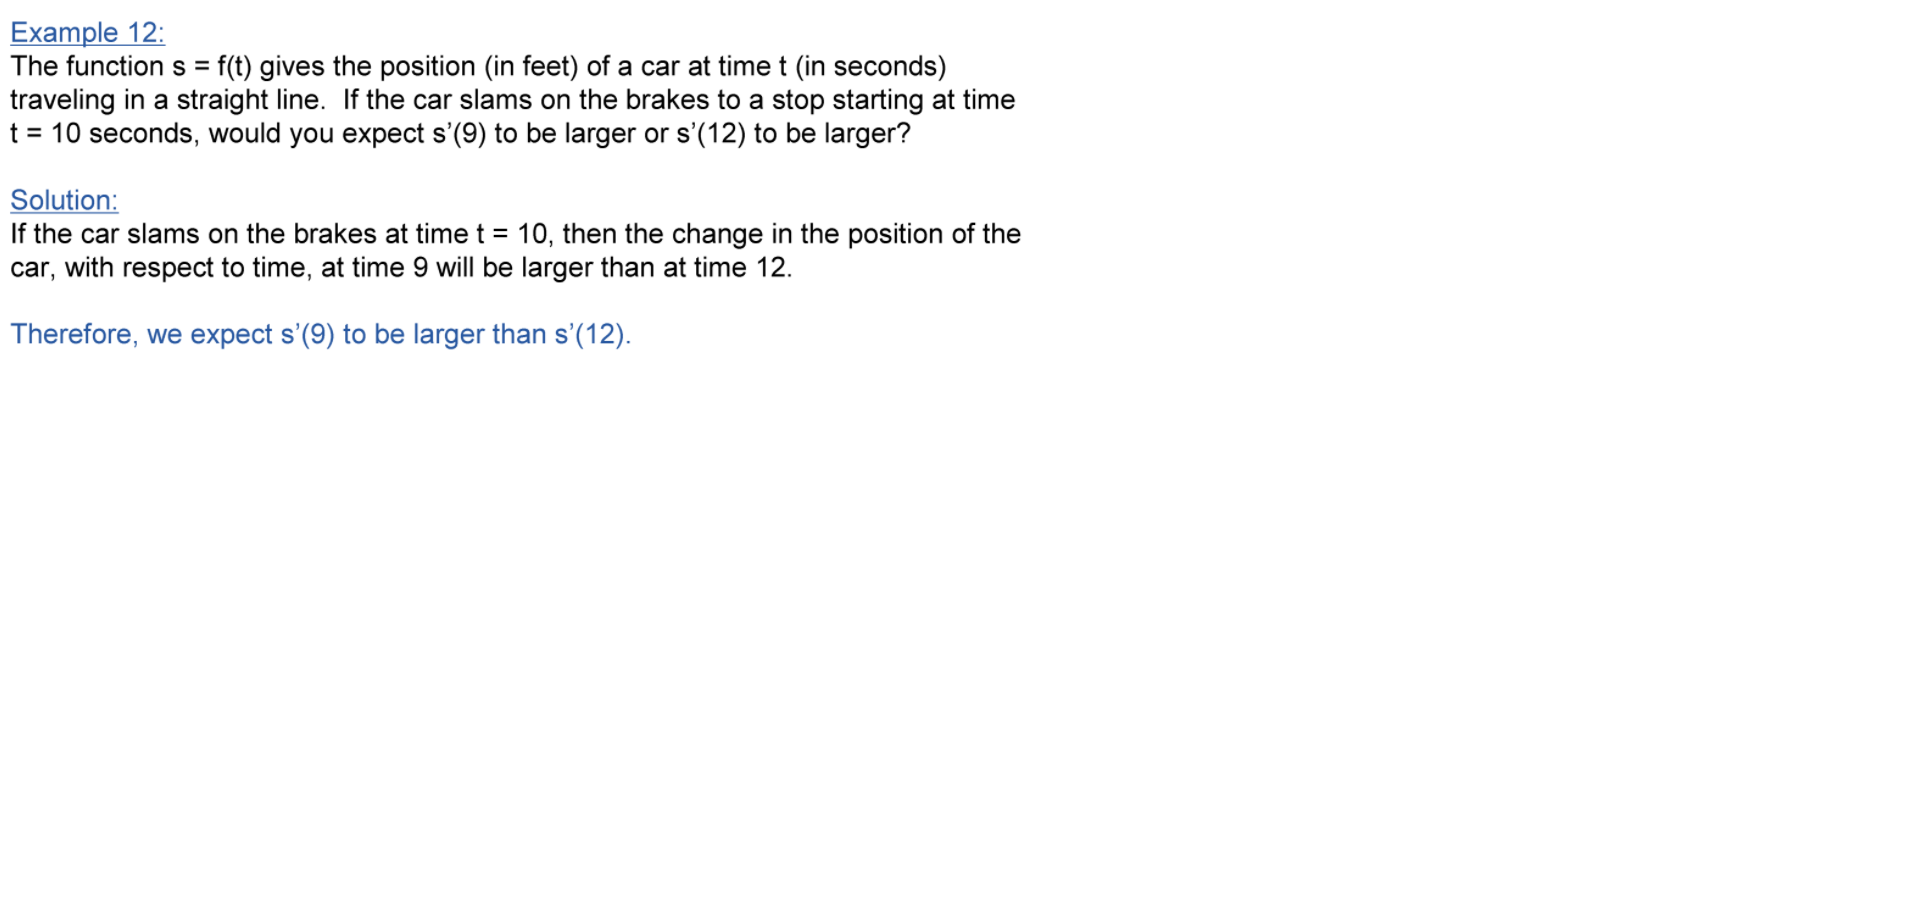 Example 12:
The function s = f(t) gives the position (in feet) of a car at time t (in seconds)
traveling in a straight line.  If the car slams on the brakes to a stop starting at time
t = 10 seconds, would you expect s’(9) to be larger or s’(12) to be larger?
Solution:
If the car slams on the brakes at time t = 10, then the change in the position of the
car, with respect to time, at time 9 will be larger than at time 12.
Therefore, we expect s’(9) to be larger than s’(12).